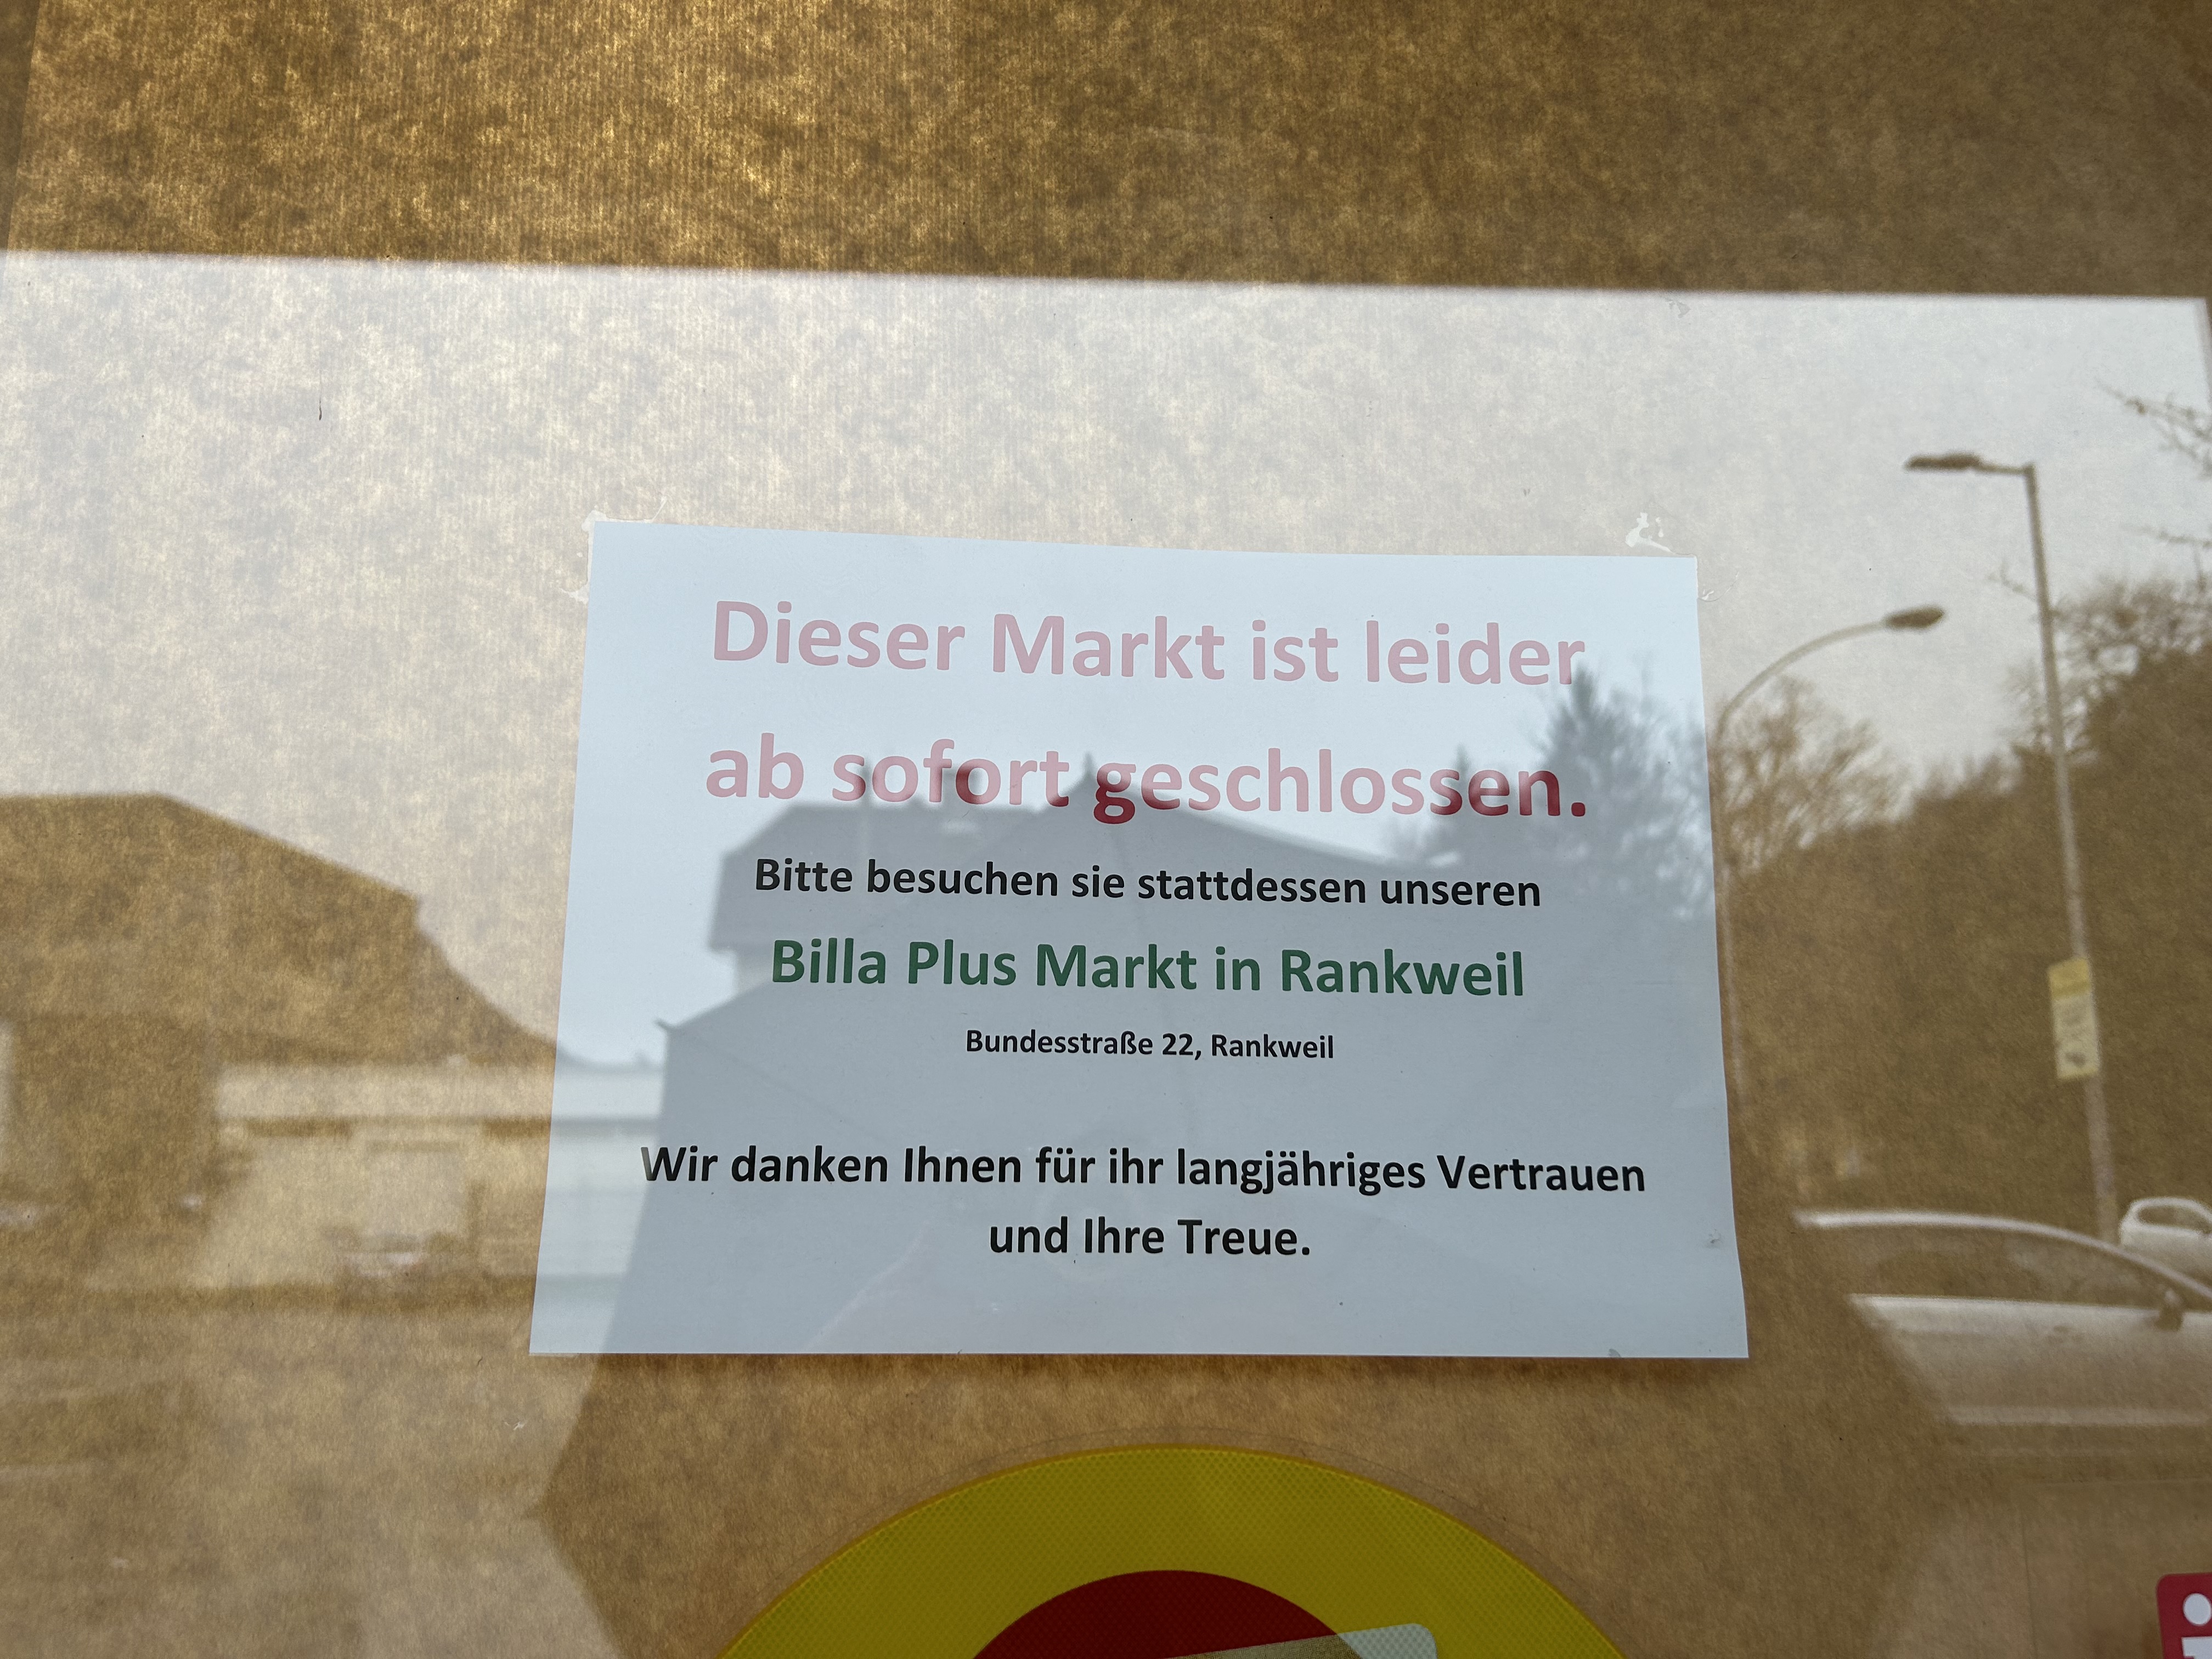 Dieser Markt ist leider
ab sofort geschlossen.
Bitte besuchen sie stattdessen unseren
Billa Plus Markt in Rankweil
Bundesstraße 22, Rankweil
Wir danken Ihnen für ihr langjähriges Vertrauen
und Ihre Treue.